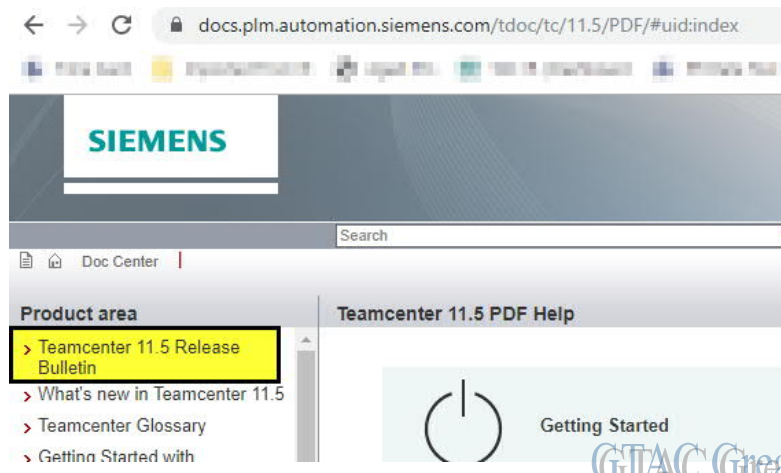 docs.plm.automation.siemens.com/tdoc/tc/11.5/PDF/#uid:index
SIEMENS
Search
Doc Center
Product area
Teamcenter 11.5 PDF Help
Teamcenter 11.5 Release
Bulletin
What's new in Teamcenter 11.5
Teamcenter Glossary
Getting Started with
Getting Started
GTAC